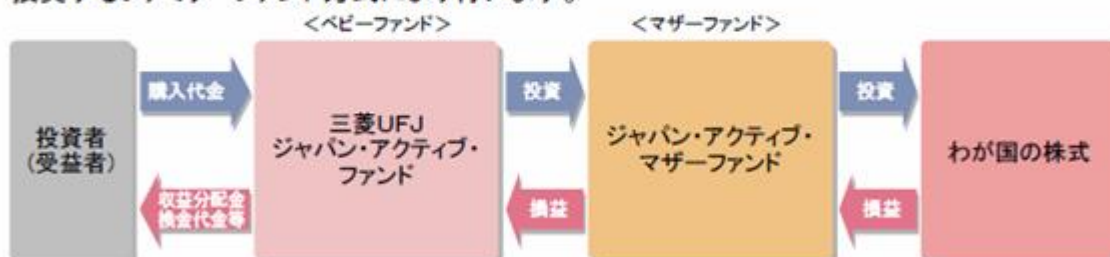 ＜ベビーファンド＞
＜マザーファンド＞
購入代金
投資
投資
投資者
(受益者)
三菱UFJ
ジャパン・アクティブ・
ファンド
ジャパン・アクティブ・
マザーファンド
わが国の株式
収益分配金
換金代金等
損益
損益